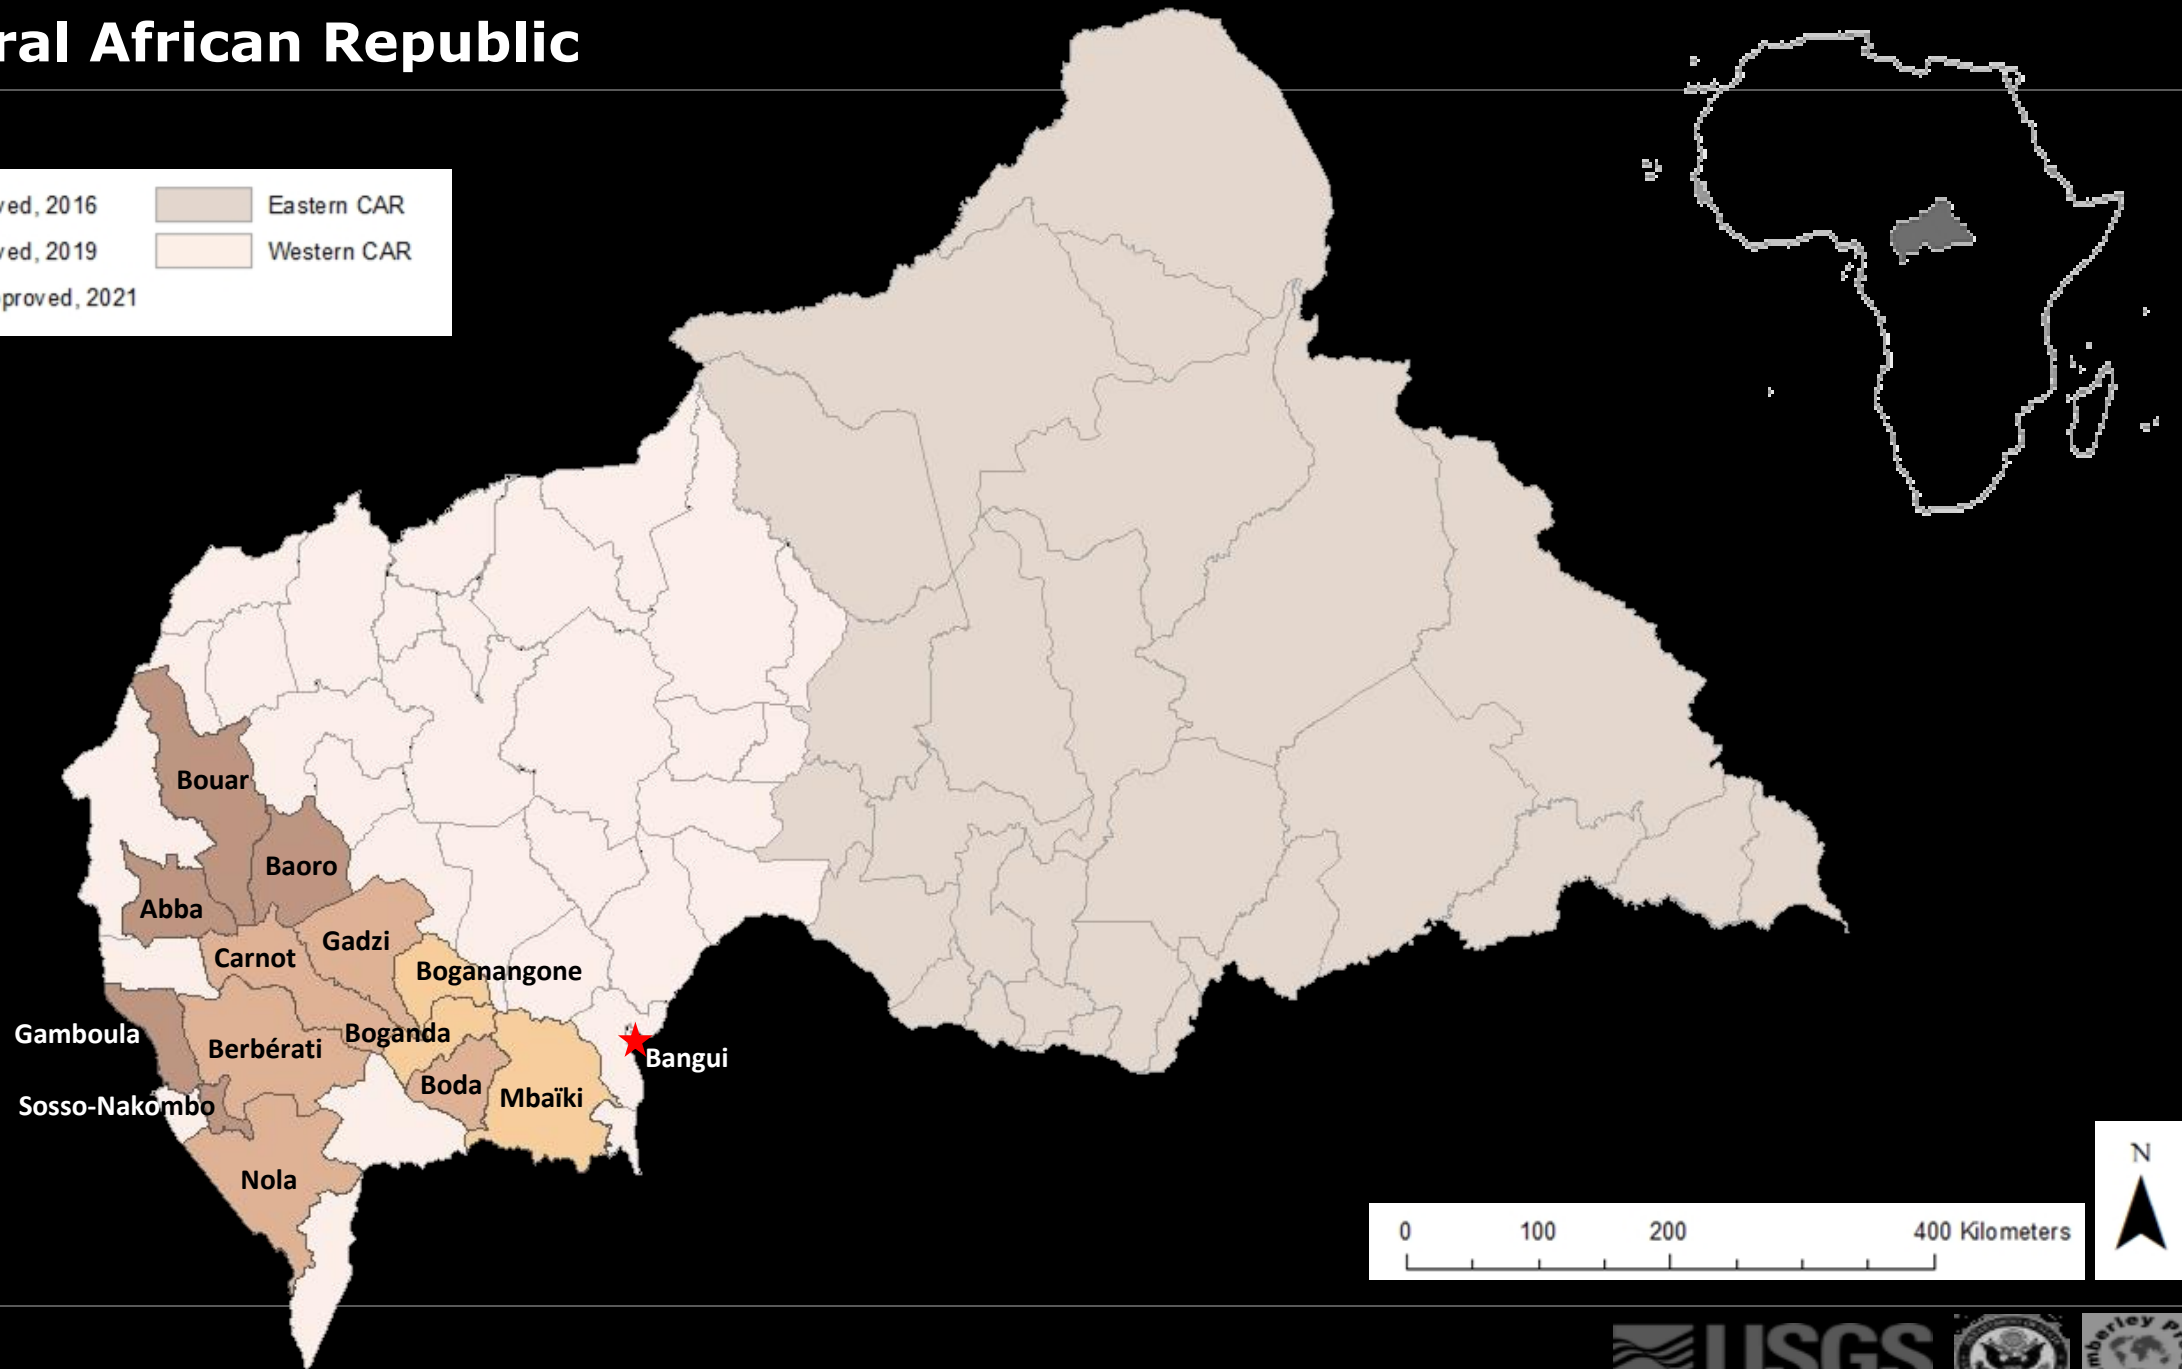 ral African Republic
ved, 2016
Eastern CAR
ved, 2019
Western CAR
proved, 2021
Bouar
Baoro
Abba
Gadzi
Carnot
Boganangone
Gamboula
Boganda
Berbérati
Bangui
Boda
Mbaïki
Sosso-Nakombo
Nola
N
0 100 200 400 Kilometers
USGS